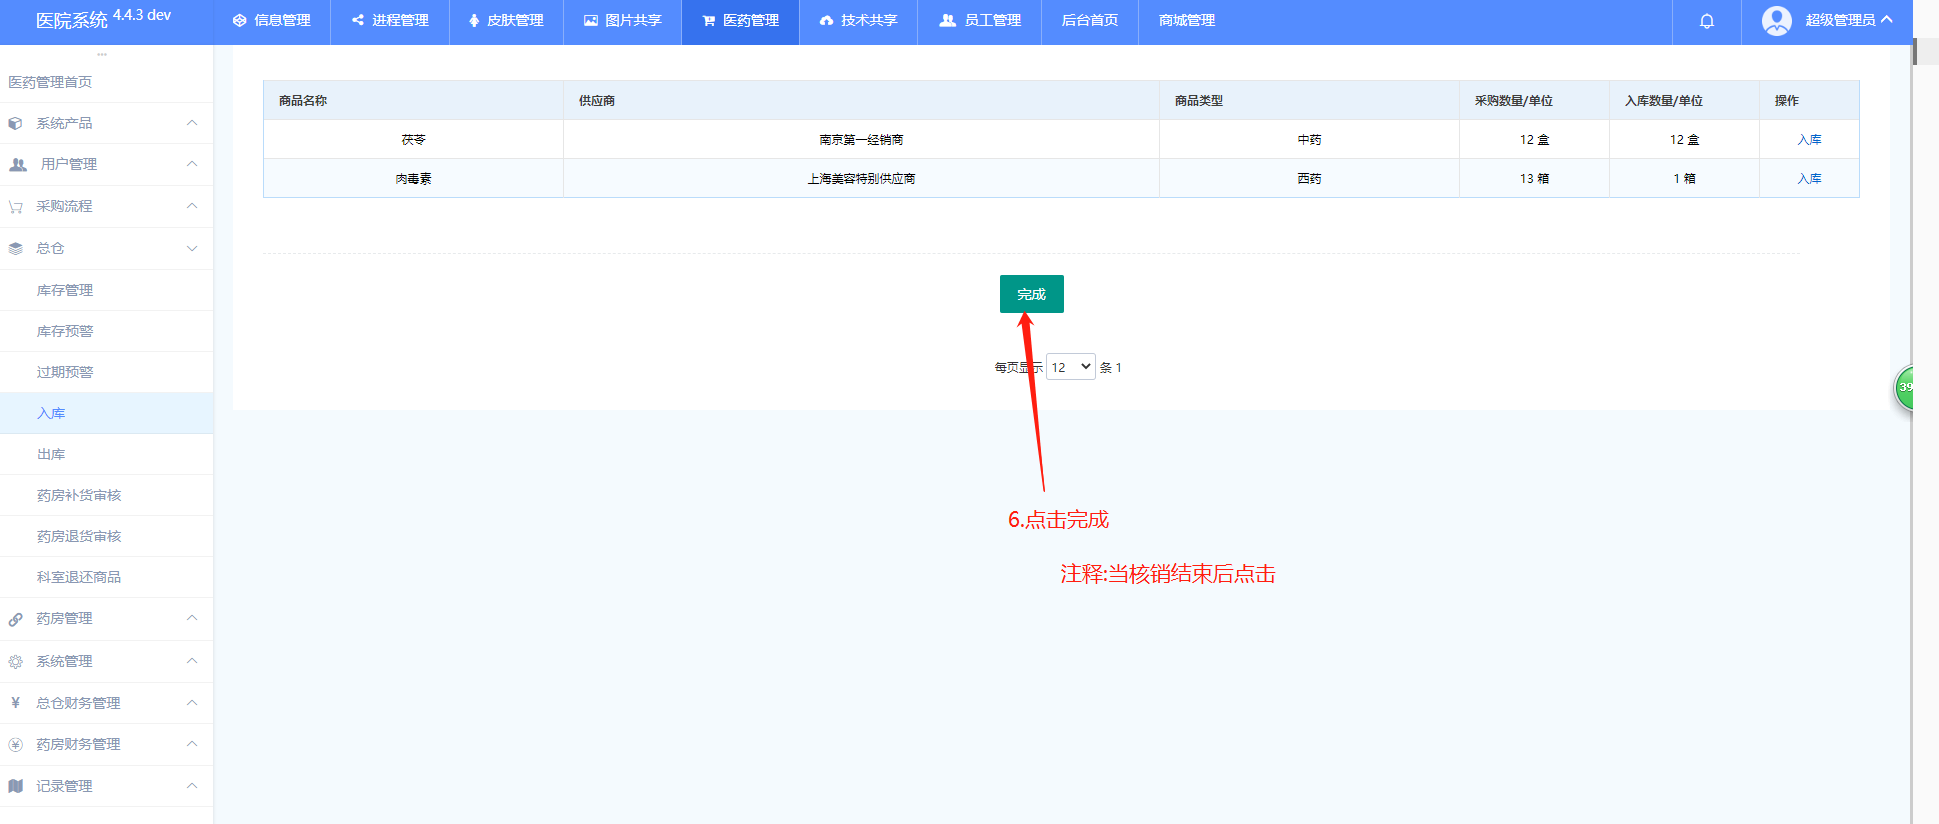 医院系统 4.4.3 dev 信息管理 进程管理 皮肤管理 图片共享 医药管理 技术共享 员工管理 后台首页 商城管理 超级管理员
医药管理首页
系统产品
用户管理
采购流程
总仓
库存管理
库存预警
过期预警
入库
出库
药房补货审核
药房退货审核
科室退还商品
药房管理
系统管理
总仓财务管理
药房财务管理
记录管理
商品名称 供应商 商品类型 采购数量/单位 入库数量/单位 操作
茯苓 南京第一经销商 中药 12 盒 12 盒 入库
肉毒素 上海美容特别供应商 西药 13 箱 1 箱 入库
完成
每页显示 12 条 1
6.点击完成
注释:当核销结束后点击
39